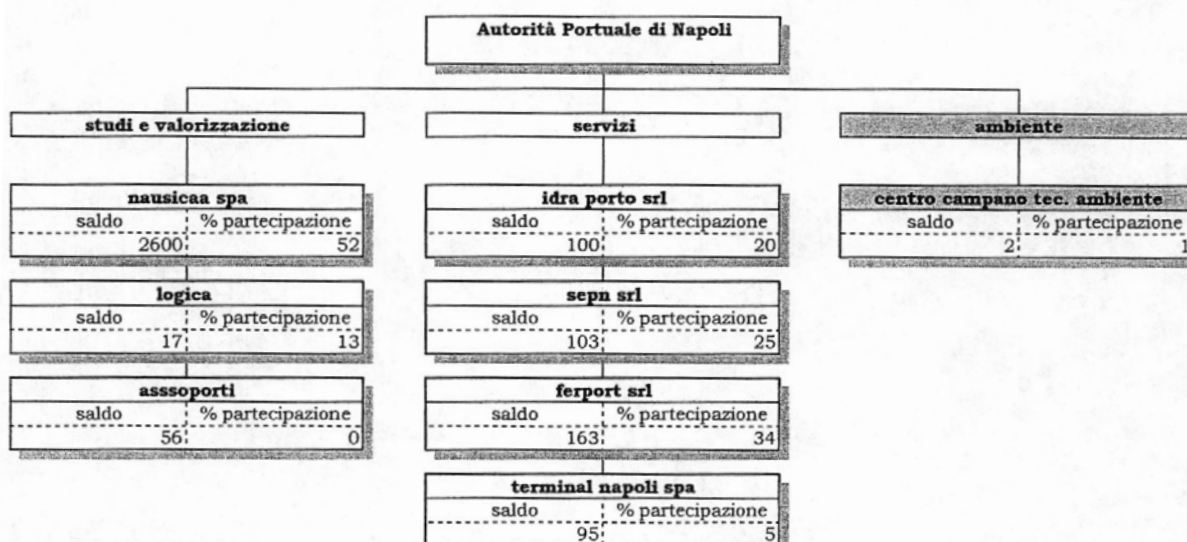 Autorità Portuale di Napoli
studi e valorizzazione
servizi
ambiente
nausicaa spa
saldo % partecipazione
2600 52
idra porto srl
saldo % partecipazione
100 20
centro campano tec. ambiente
saldo % partecipazione
2 1
logica
saldo % partecipazione
17 13
sepn srl
saldo % partecipazione
103 25
asssoporti
saldo % partecipazione
56 0
ferport srl
saldo % partecipazione
163 34
terminal napoli spa
saldo % partecipazione
95 5